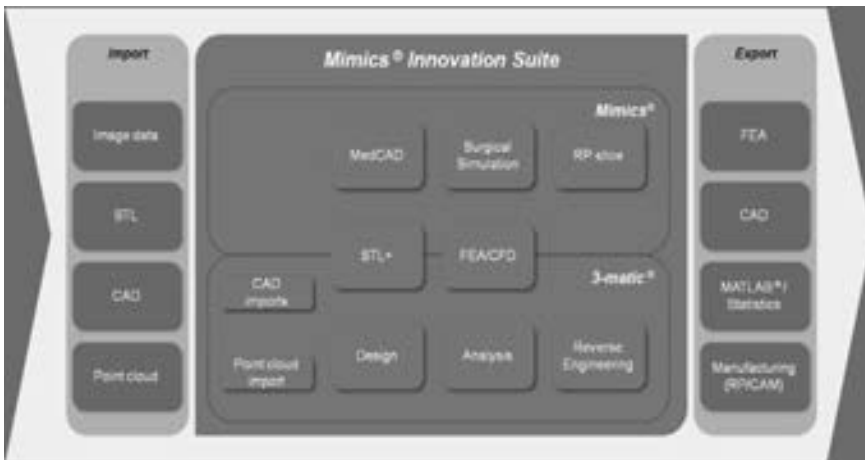 Import
Image data
STL
CAD
Point cloud
Mimics® Innovation Suite
Mimics®
MedCAD
Surgical
Simulation
RP slice
STL+
FEA/CFD
3-matic®
CAD
imports
Point cloud
import
Design
Analysis
Reverse
Engineering
Export
FEA
CAD
MATLAB®/
Statistics
Manufacturing
(RP/CAM)